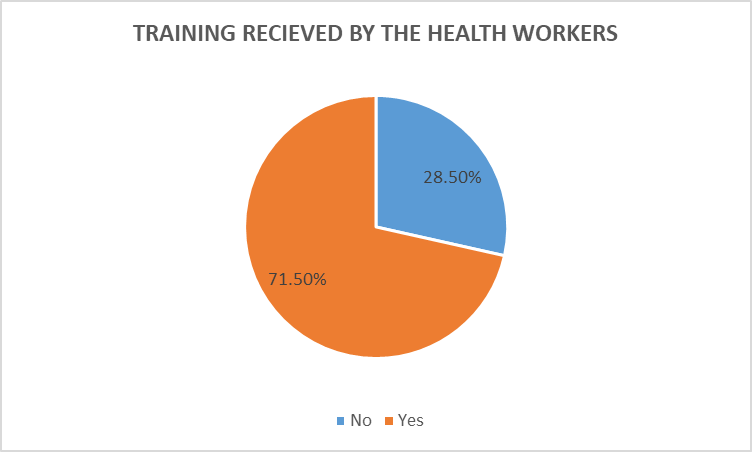 TRAINING RECIEVED BY THE HEALTH WORKERS
28.50%
71.50%
No Yes